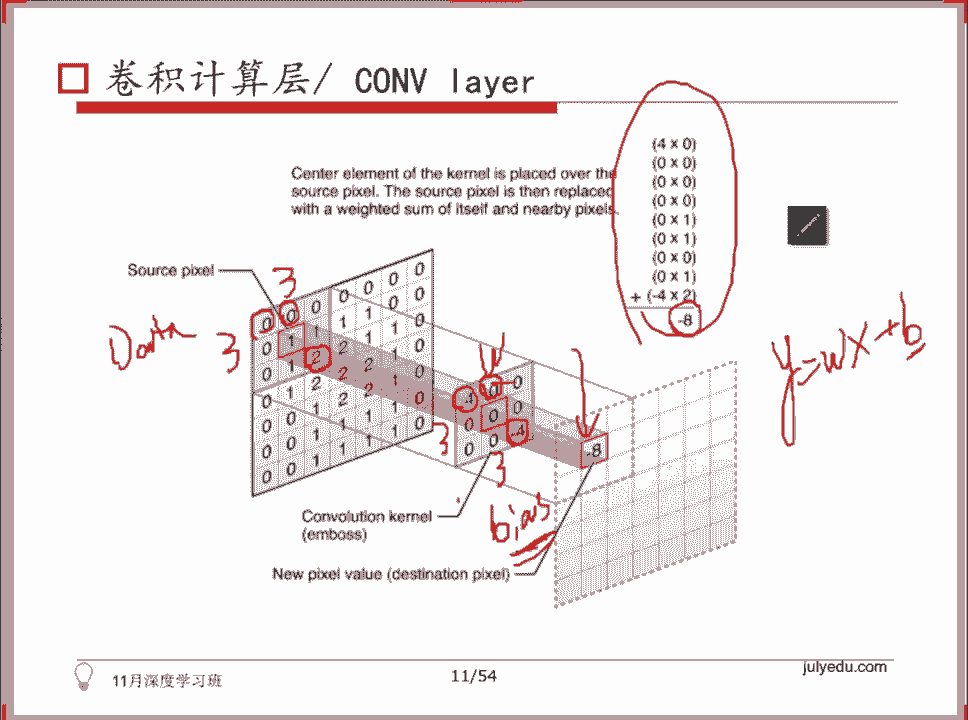 卷积计算层/ CONV layer
Center element of the kernel is placed over the
source pixel. The source pixel is then replaced
with a weighted sum of itself and nearby pixels.
(4 x 0)
(0 x 0)
(0 x 0)
(0 x 0)
(0 x 1)
(0 x 1)
(0 x 0)
(0 x 1)
+ (-4 x 2)
-8
Source pixel
3
Data
3
0 0 0 0 0 0 0
0 1 1 1 1 1 0
0 1 2 2 2 1 0
0 1 2 2 2 1 0
0 1 2 2 2 1 0
0 1 1 1 1 1 0
0 0 1 1 1 1 0
w
4 0 0
0 0 0
0 0 -4
3
3
-8
y=wx+b
bias
Convolution kernel
(emboss)
New pixel value (destination pixel)
11月深度学习班
11/54
julyedu.com